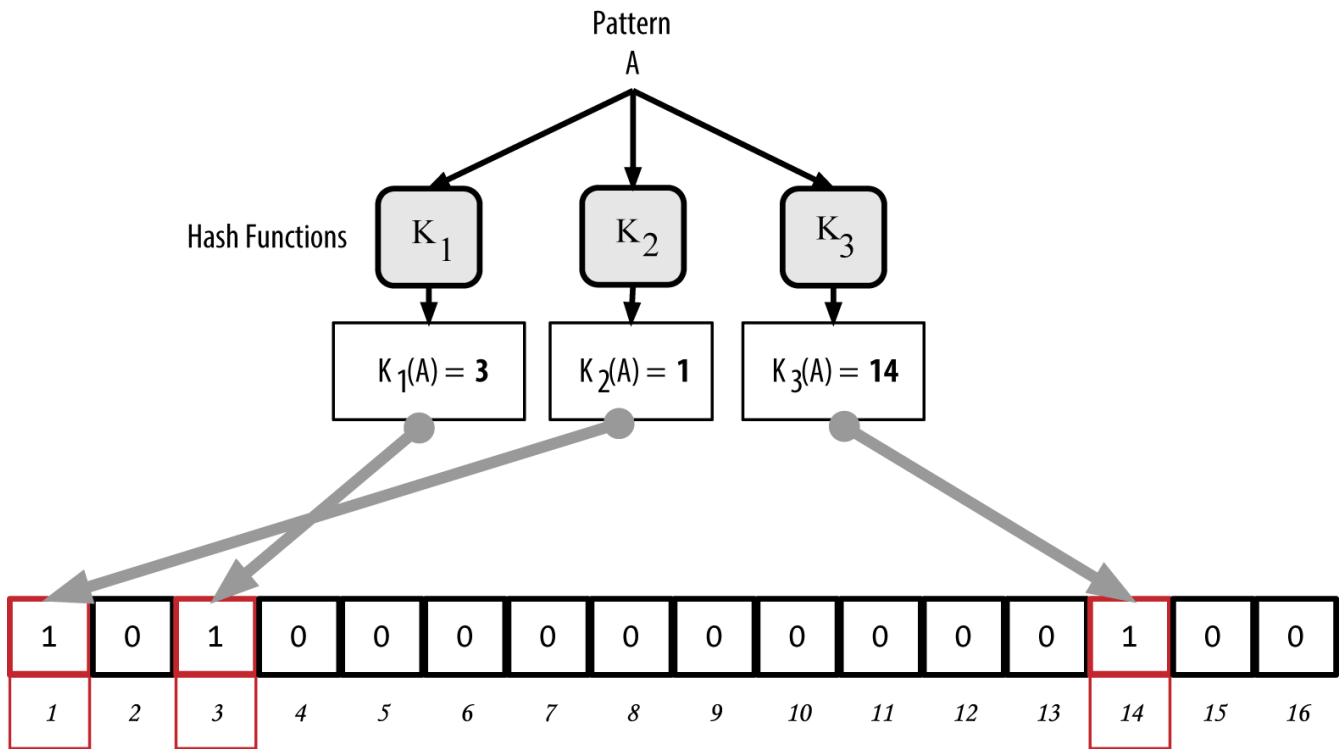 Pattern
A
Hash Functions
K1 K2 K3
K1(A) = 3 K2(A) = 1 K3(A) = 14
1 0 1 0 0 0 0 0 0 0 0 0 0 1 0 0
1 2 3 4 5 6 7 8 9 10 11 12 13 14 15 16